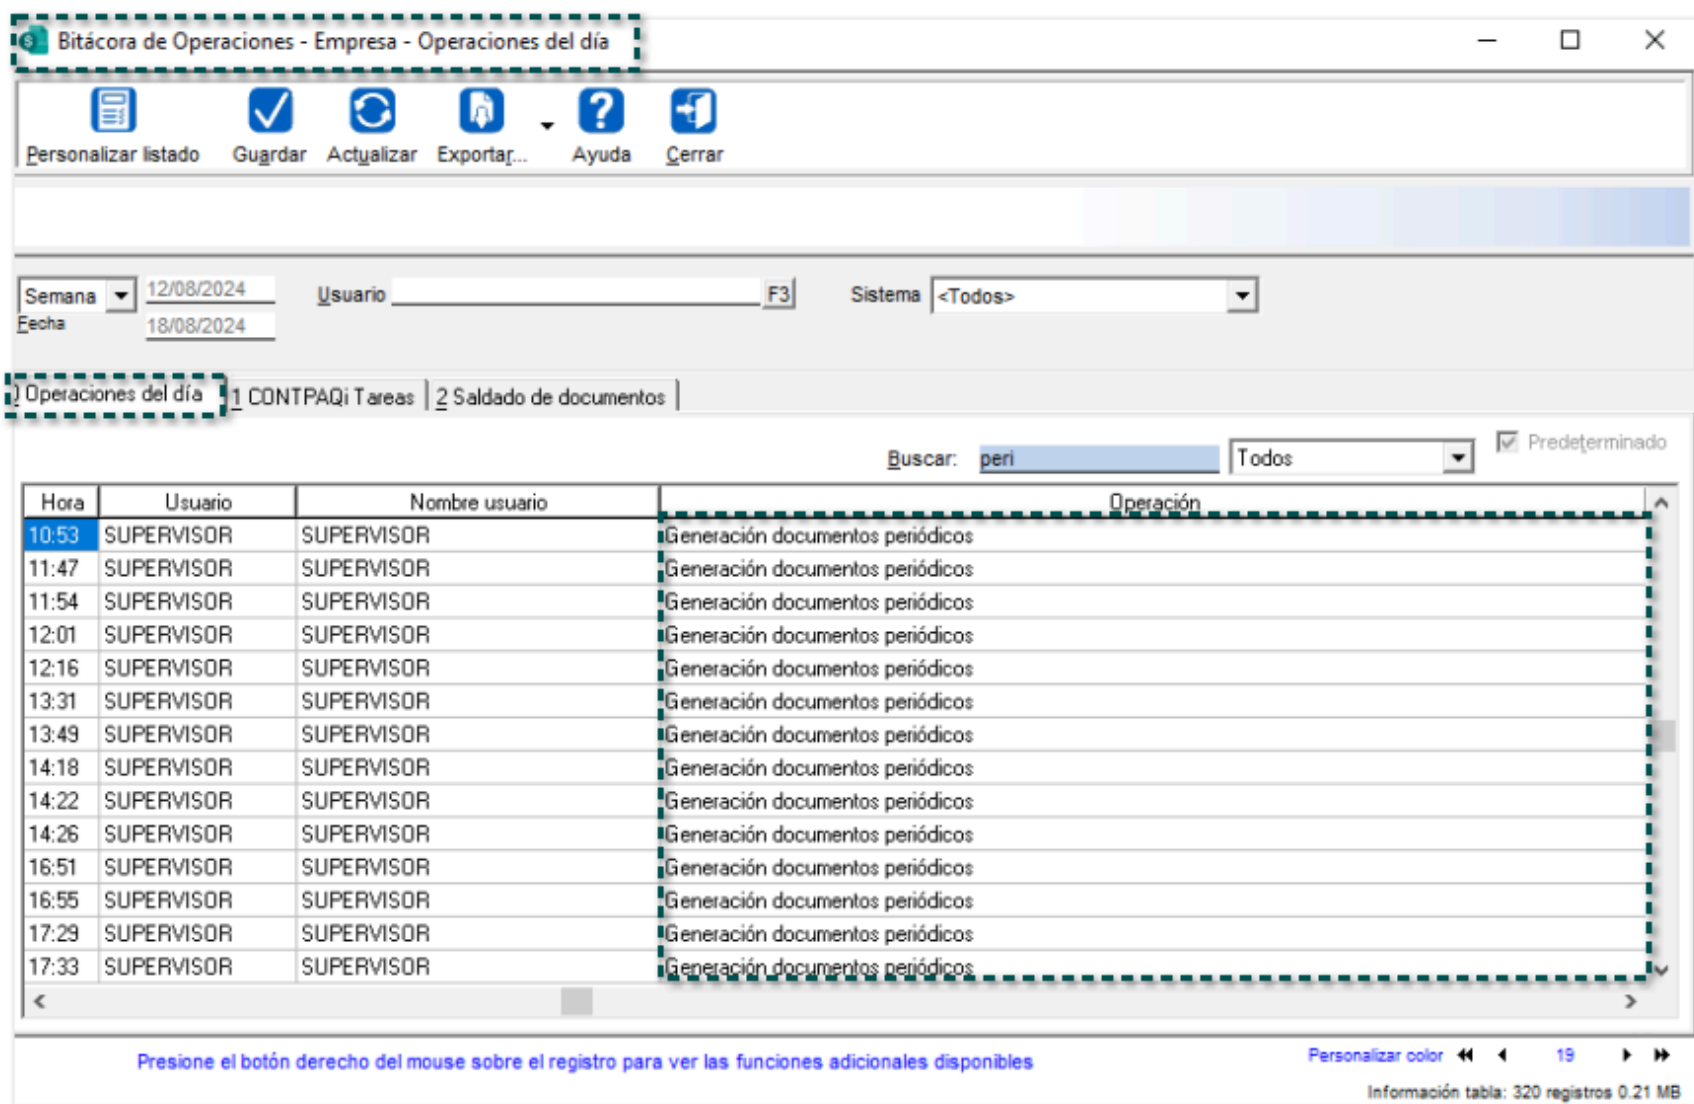 Bitácora de Operaciones - Empresa - Operaciones del día
Personalizar listado Guardar Actualizar Exportar... Ayuda Cerrar
Semana 12/08/2024 Usuario F3 Sistema <Todos>
Fecha 18/08/2024
Operaciones del día 1 CONTPAQi Tareas 2 Saldado de documentos
Buscar: peri Todos Predeterminado
Hora Usuario Nombre usuario Operación
10:53 SUPERVISOR SUPERVISOR Generación documentos periódicos
11:47 SUPERVISOR SUPERVISOR Generación documentos periódicos
11:54 SUPERVISOR SUPERVISOR Generación documentos periódicos
12:01 SUPERVISOR SUPERVISOR Generación documentos periódicos
12:16 SUPERVISOR SUPERVISOR Generación documentos periódicos
13:31 SUPERVISOR SUPERVISOR Generación documentos periódicos
13:49 SUPERVISOR SUPERVISOR Generación documentos periódicos
14:18 SUPERVISOR SUPERVISOR Generación documentos periódicos
14:22 SUPERVISOR SUPERVISOR Generación documentos periódicos
14:26 SUPERVISOR SUPERVISOR Generación documentos periódicos
16:51 SUPERVISOR SUPERVISOR Generación documentos periódicos
16:55 SUPERVISOR SUPERVISOR Generación documentos periódicos
17:29 SUPERVISOR SUPERVISOR Generación documentos periódicos
17:33 SUPERVISOR SUPERVISOR Generación documentos periódicos
Presione el botón derecho del mouse sobre el registro para ver las funciones adicionales disponibles
Personalizar color 19
Información tabla: 320 registros 0.21 MB